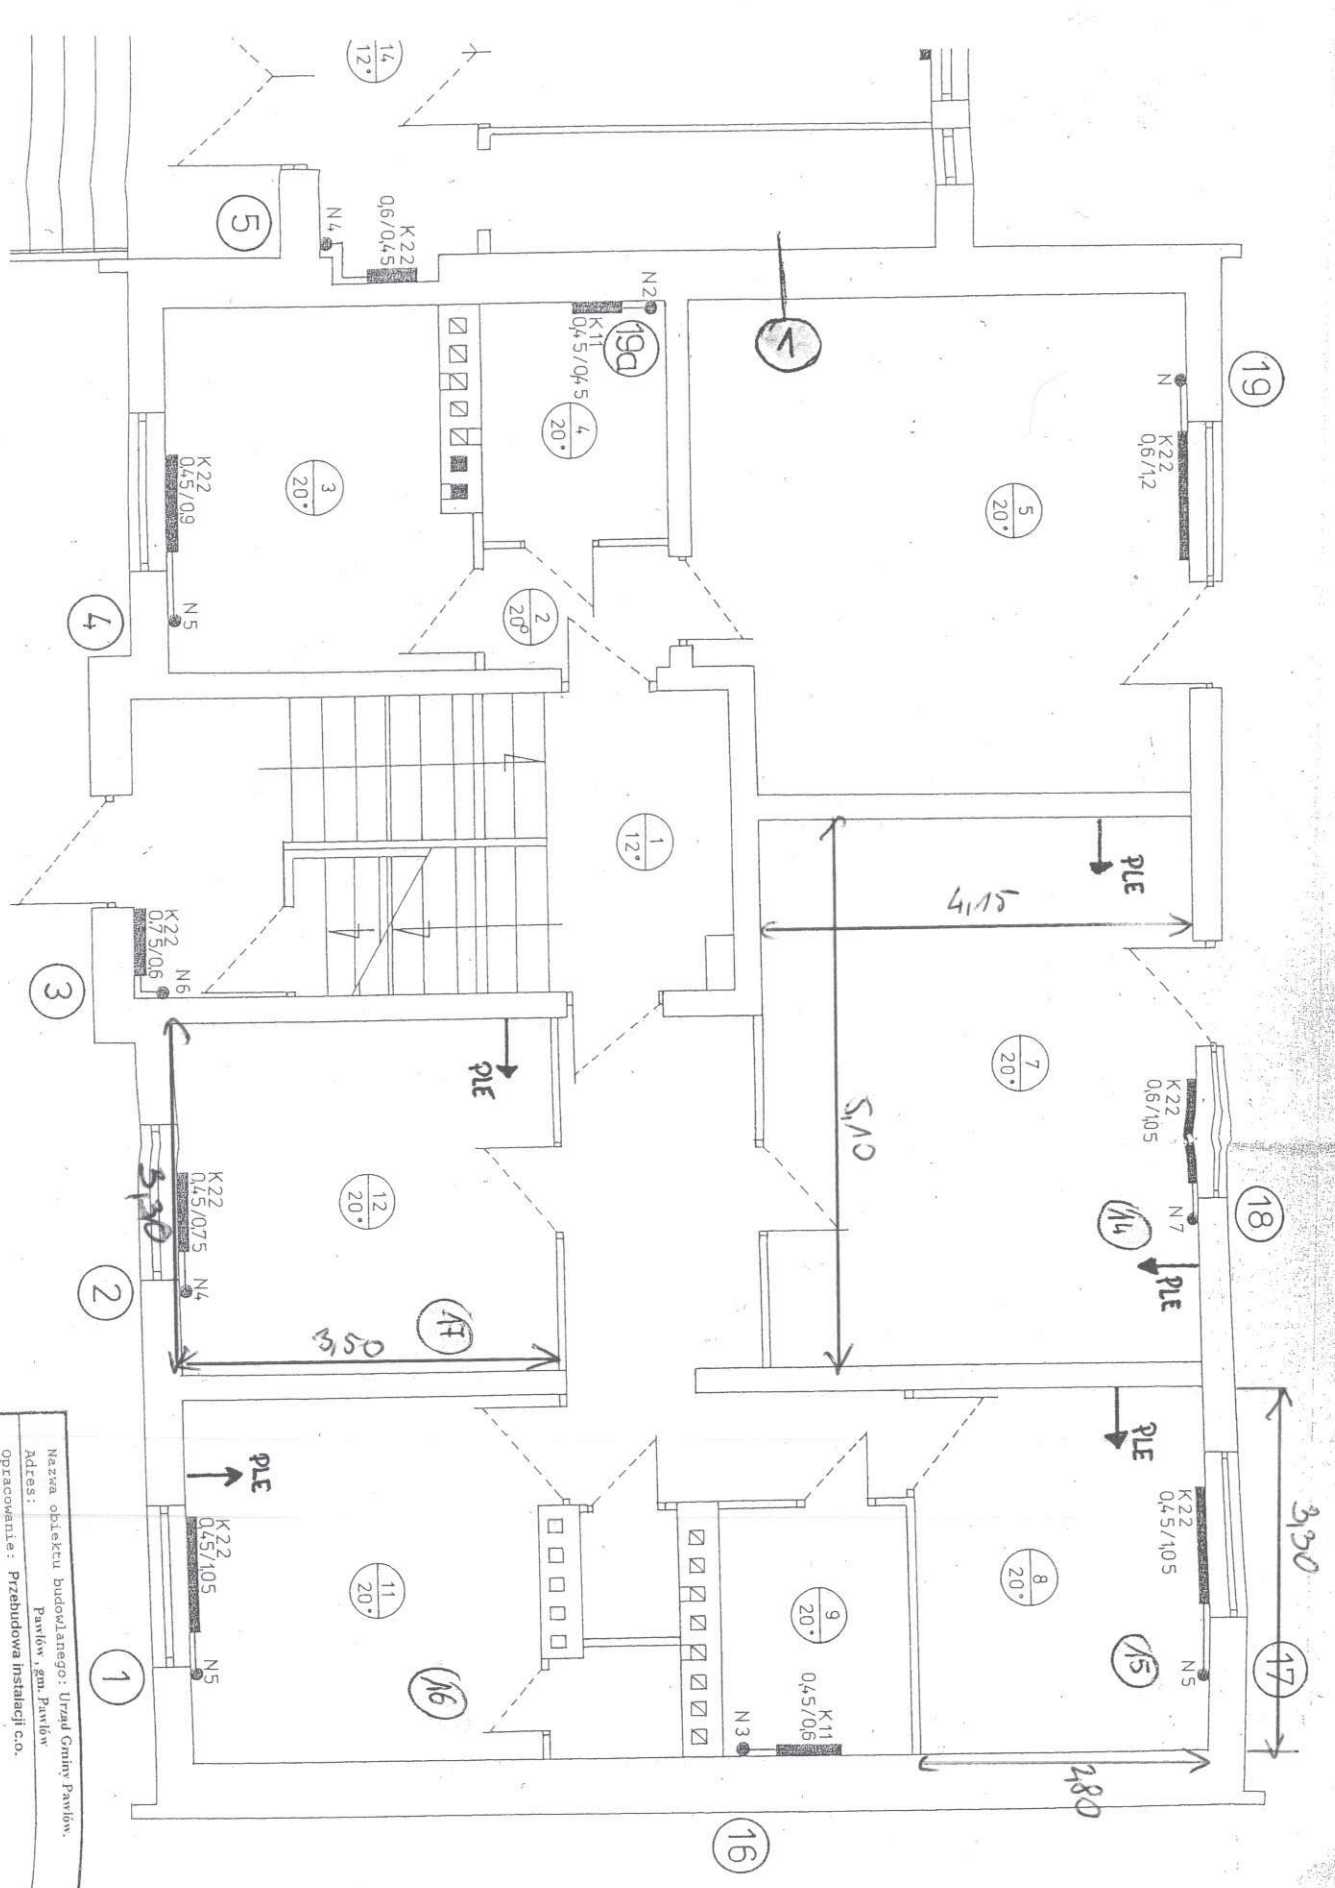 19
N
K22
0,6/1,2
5
20°
1
N2
K11
0,45/0,45
19a
4
20°
K22
0,6/0,45
N4
5
14
12°
3
20°
K22
0,45/0,9
N5
4
2
20°
1
12°
K22
0,75/0,6
N6
3
PLE
4,15
7
20°
K22
0,6/1,05
N7
18
14
PLE
5,10
PLE
12
20°
K22
0,45/0,75
N4
3,30
2
17
3,50
PLE
8
20°
K22
0,45/1,05
N5
15
3,30
17
2,80
9
20°
K11
0,45/0,6
N3
16
PLE
11
20°
K22
0,45/1,05
N5
16
1
Nazwa obiektu budowlanego: Urząd Gminy Pawłów.
Adres: Pawłów, gm. Pawłów
Opracowanie: Przebudowa instalacji c.o.